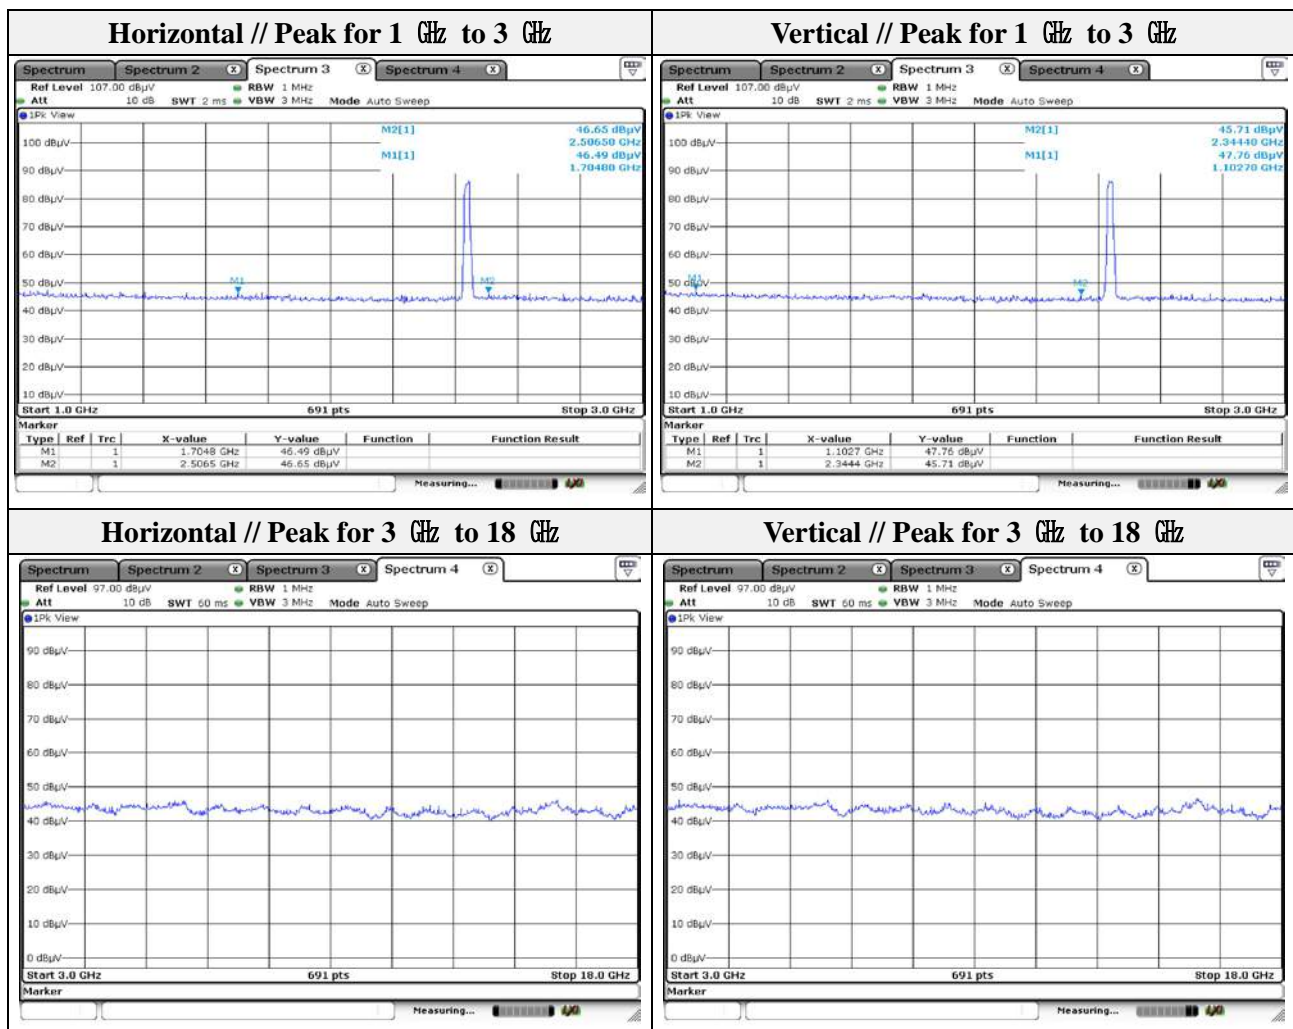 Horizontal // Peak for 1 ㎓ to 3 ㎓
Spectrum Spectrum 2 X Spectrum 3 X Spectrum 4 X
Ref Level 107.00 dBµV RBW 1 MHz
Att 10 dB SWT 2 ms VBW 3 MHz Mode Auto Sweep
1Pk View
M2[1] 46.65 dBµV
2.50650 GHz
M1[1] 46.49 dBµV
1.70480 GHz
100 dBµV
90 dBµV
80 dBµV
70 dBµV
60 dBµV
50 dBµV
M1 M2
40 dBµV
30 dBµV
20 dBµV
10 dBµV
Start 1.0 GHz 691 pts Stop 3.0 GHz
Marker
Type Ref Trc X-value Y-value Function Function Result
M1 1 1.7048 GHz 46.49 dBµV
M2 1 2.5065 GHz 46.65 dBµV
Measuring...
Vertical // Peak for 1 ㎓ to 3 ㎓
Spectrum Spectrum 2 X Spectrum 3 X Spectrum 4 X
Ref Level 107.00 dBµV RBW 1 MHz
Att 10 dB SWT 2 ms VBW 3 MHz Mode Auto Sweep
1Pk View
M2[1] 45.71 dBµV
2.34440 GHz
M1[1] 47.76 dBµV
1.10270 GHz
100 dBµV
90 dBµV
80 dBµV
70 dBµV
60 dBµV
50 dBµV
M1 M2
40 dBµV
30 dBµV
20 dBµV
10 dBµV
Start 1.0 GHz 691 pts Stop 3.0 GHz
Marker
Type Ref Trc X-value Y-value Function Function Result
M1 1 1.1027 GHz 47.76 dBµV
M2 1 2.3444 GHz 45.71 dBµV
Measuring...
Horizontal // Peak for 3 ㎓ to 18 ㎓
Spectrum Spectrum 2 X Spectrum 3 X Spectrum 4 X
Ref Level 97.00 dBµV RBW 1 MHz
Att 10 dB SWT 60 ms VBW 3 MHz Mode Auto Sweep
1Pk View
90 dBµV
80 dBµV
70 dBµV
60 dBµV
50 dBµV
40 dBµV
30 dBµV
20 dBµV
10 dBµV
0 dBµV
Start 3.0 GHz 691 pts Stop 18.0 GHz
Marker
Measuring...
Vertical // Peak for 3 ㎓ to 18 ㎓
Spectrum Spectrum 2 X Spectrum 3 X Spectrum 4 X
Ref Level 97.00 dBµV RBW 1 MHz
Att 10 dB SWT 60 ms VBW 3 MHz Mode Auto Sweep
1Pk View
90 dBµV
80 dBµV
70 dBµV
60 dBµV
50 dBµV
40 dBµV
30 dBµV
20 dBµV
10 dBµV
0 dBµV
Start 3.0 GHz 691 pts Stop 18.0 GHz
Marker
Measuring...